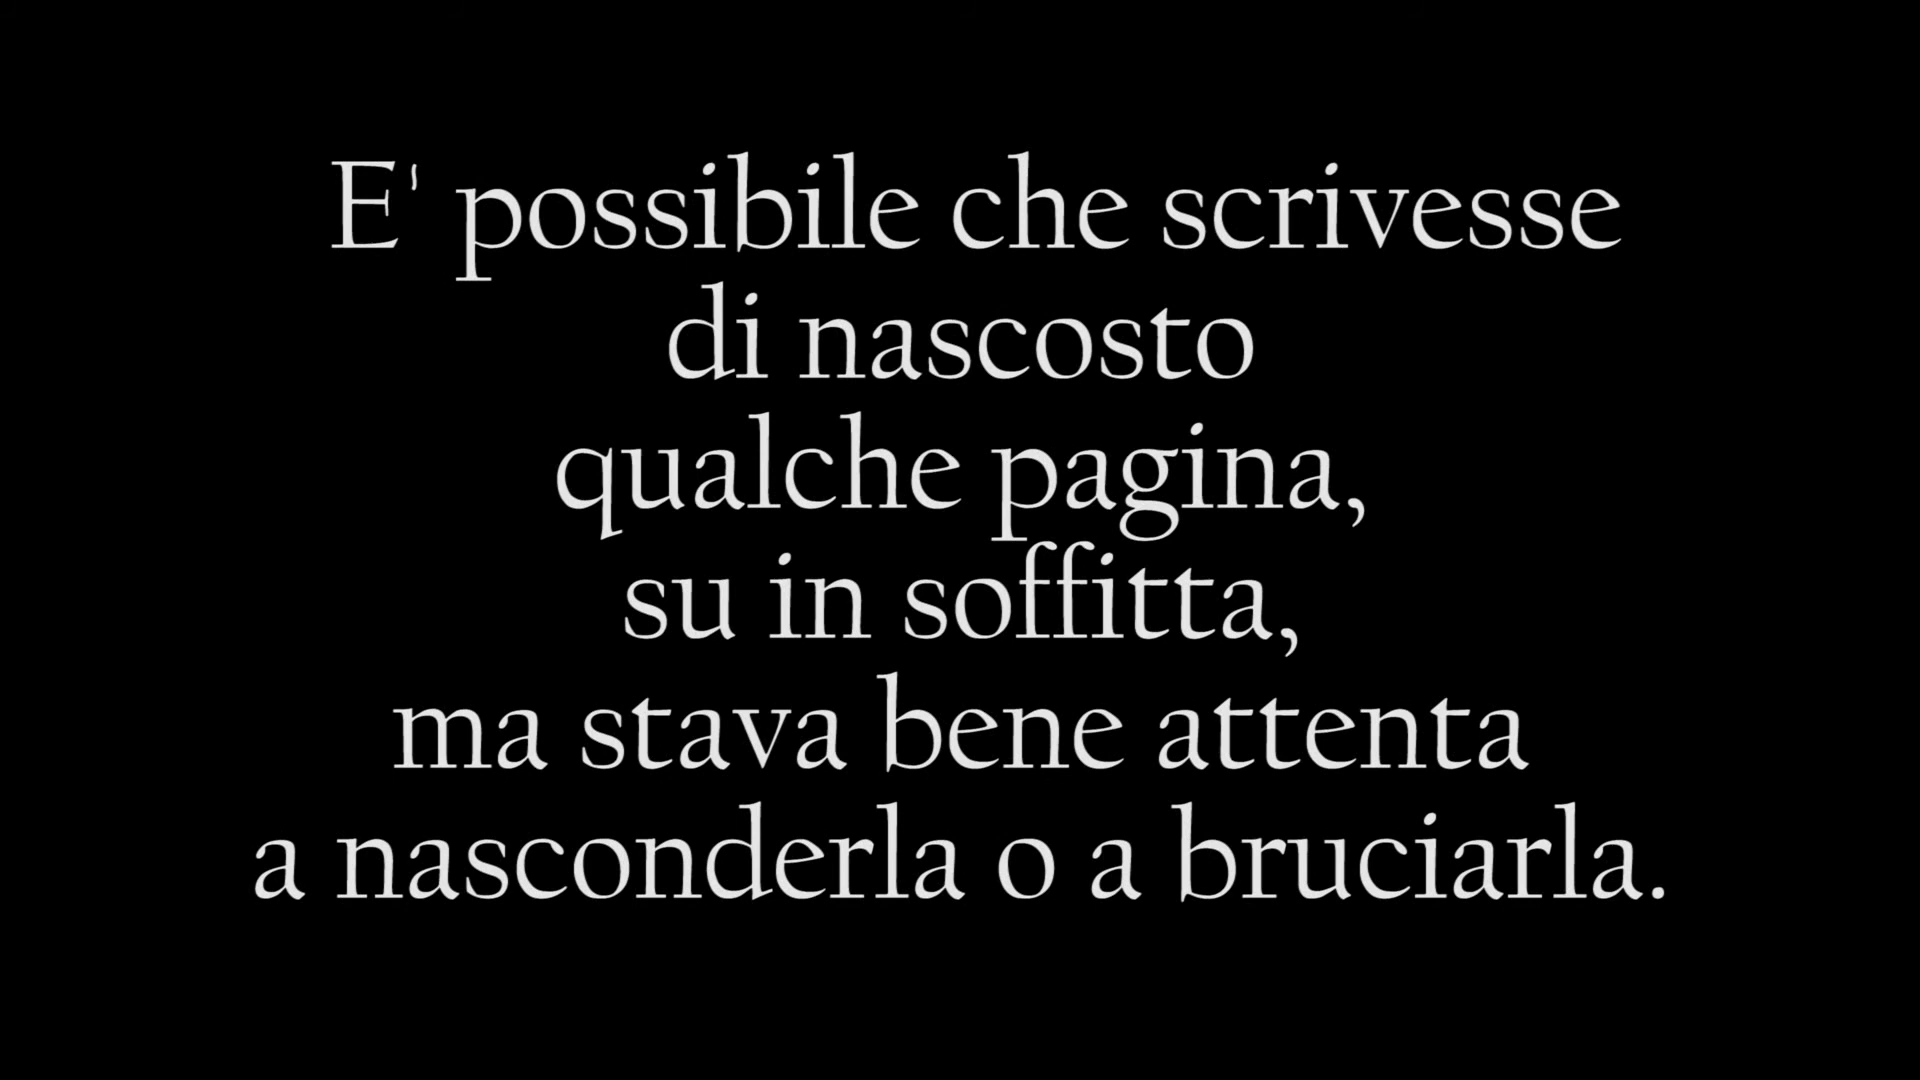 E' possibile che scrivesse
di nascosto
qualche pagina,
su in soffitta,
ma stava bene attenta
a nasconderla o a bruciarla.